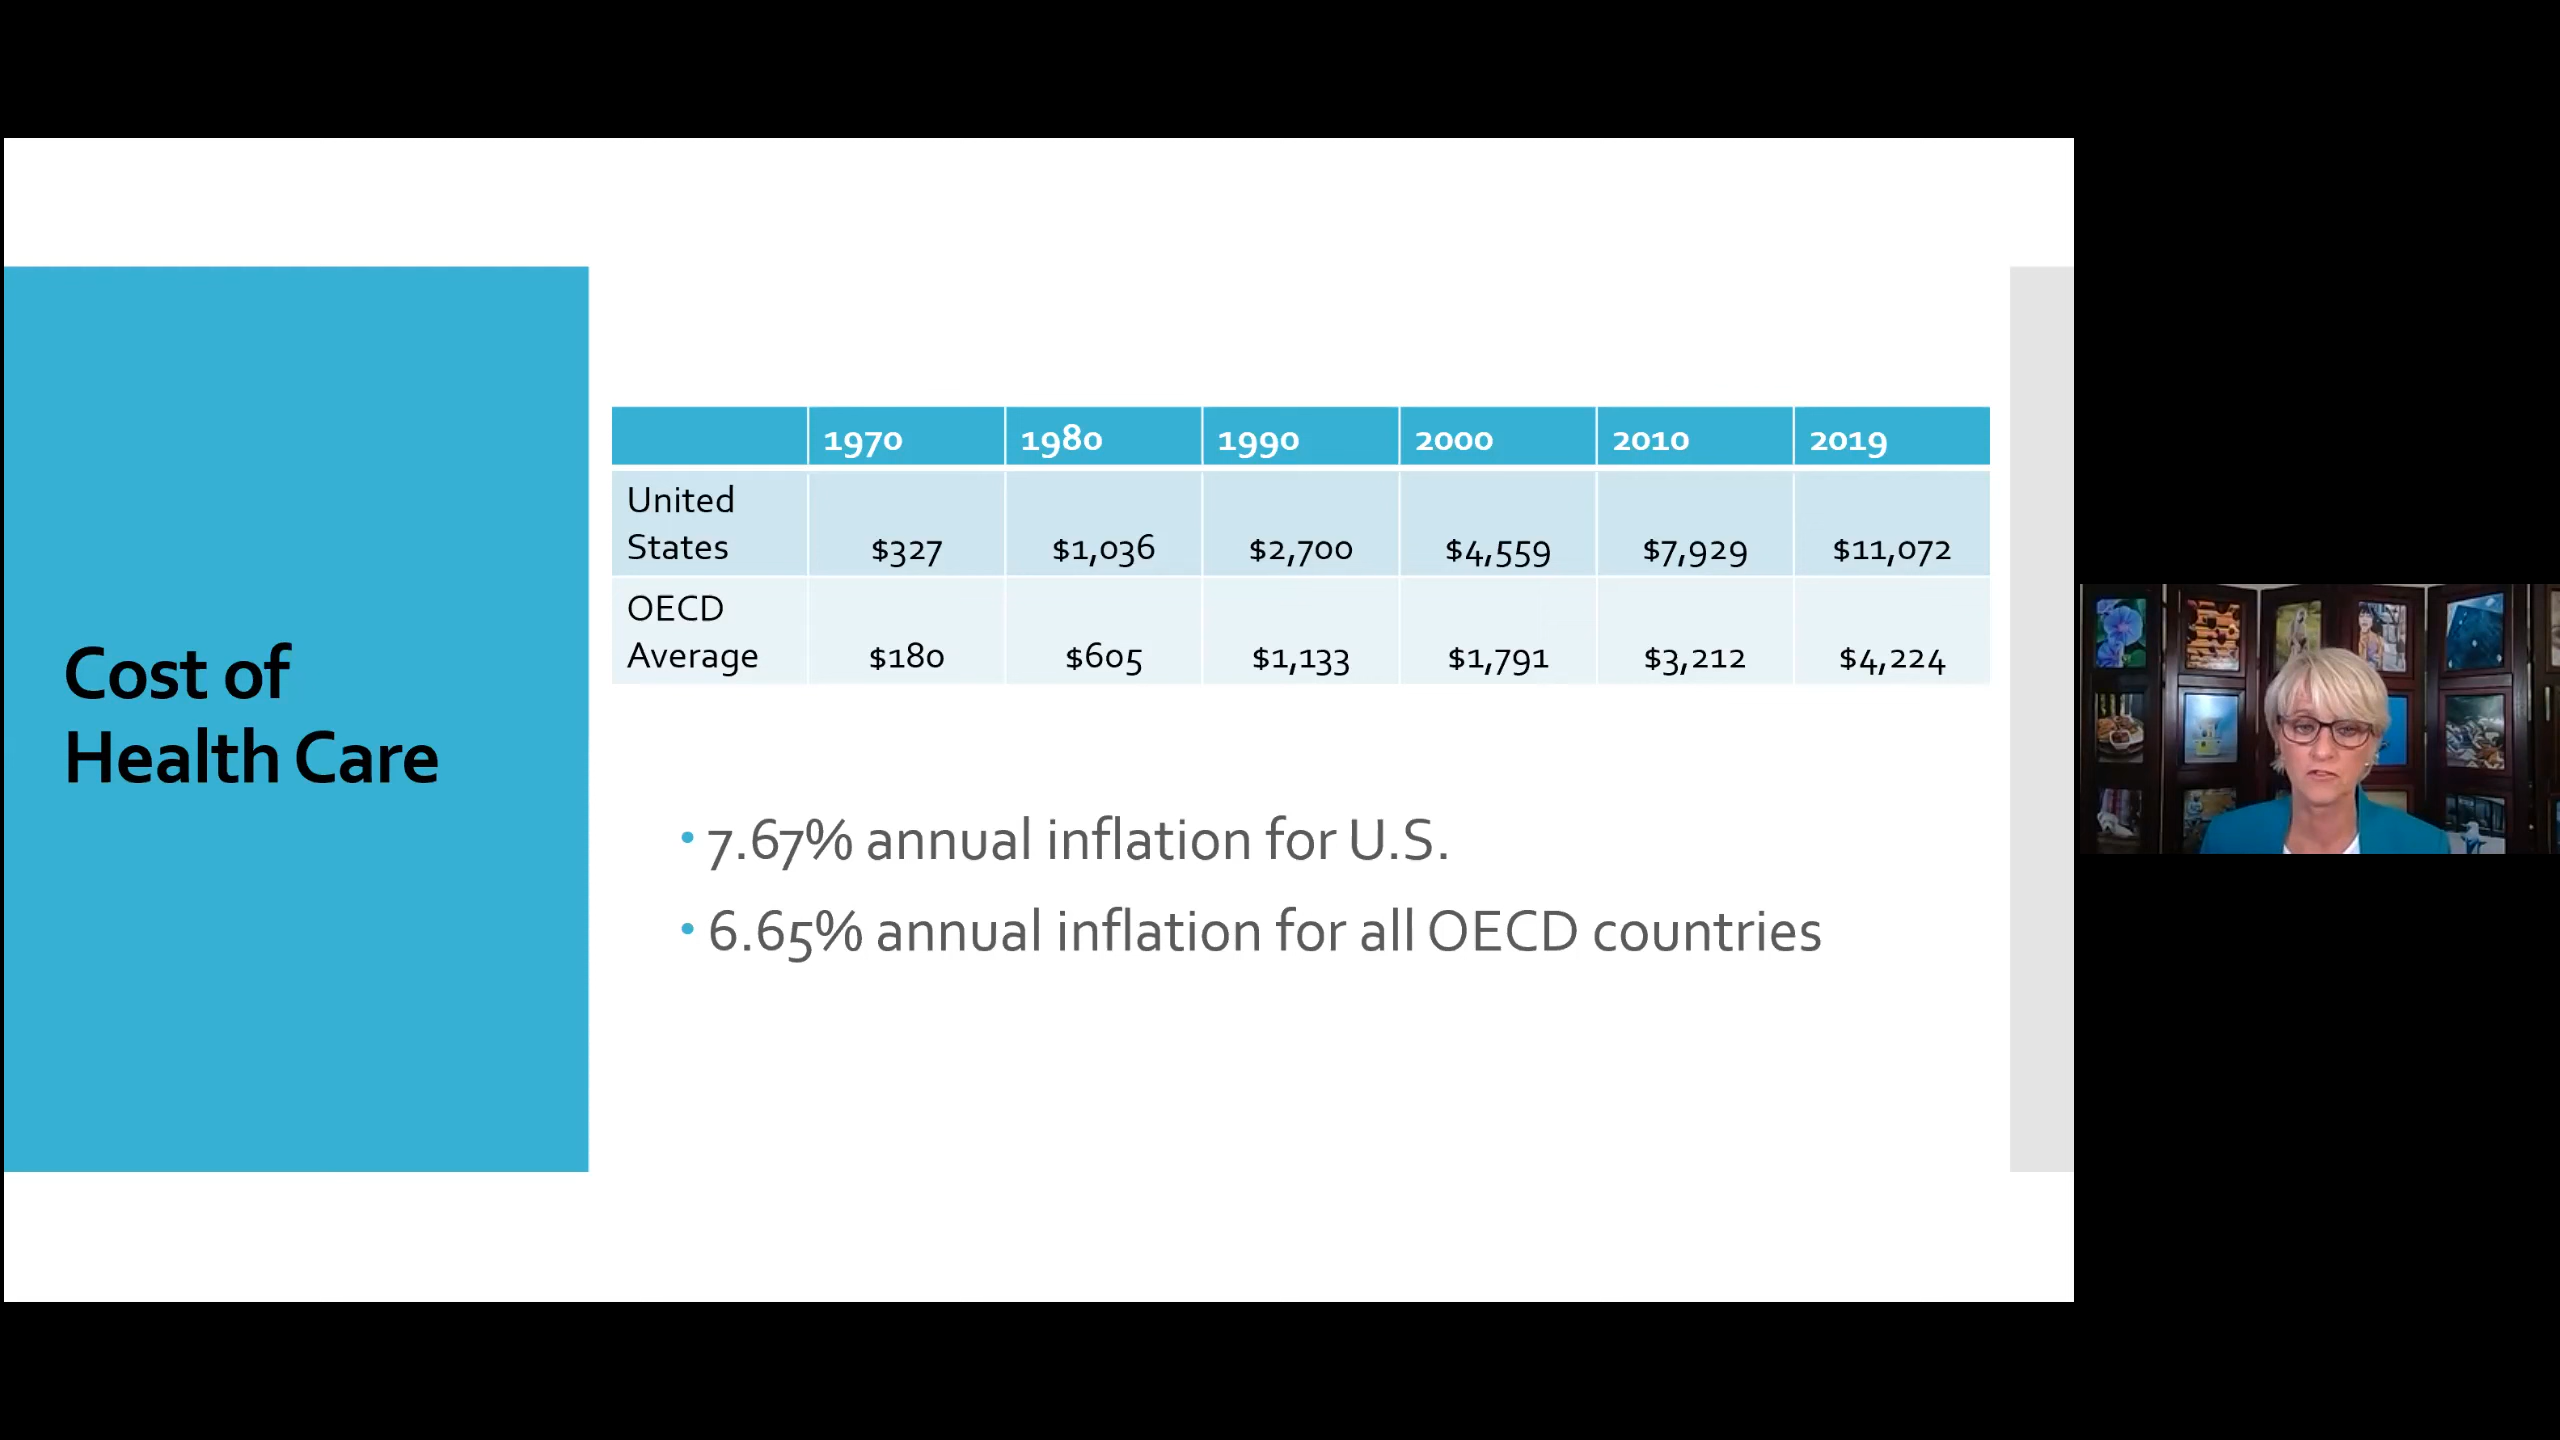 Cost of
Health Care
1970 1980 1990 2000 2010 2019
United
States $327 $1,036 $2,700 $4,559 $7,929 $11,072
OECD
Average $180 $605 $1,133 $1,791 $3,212 $4,224
• 7.67% annual inflation for U.S.
• 6.65% annual inflation for all OECD countries